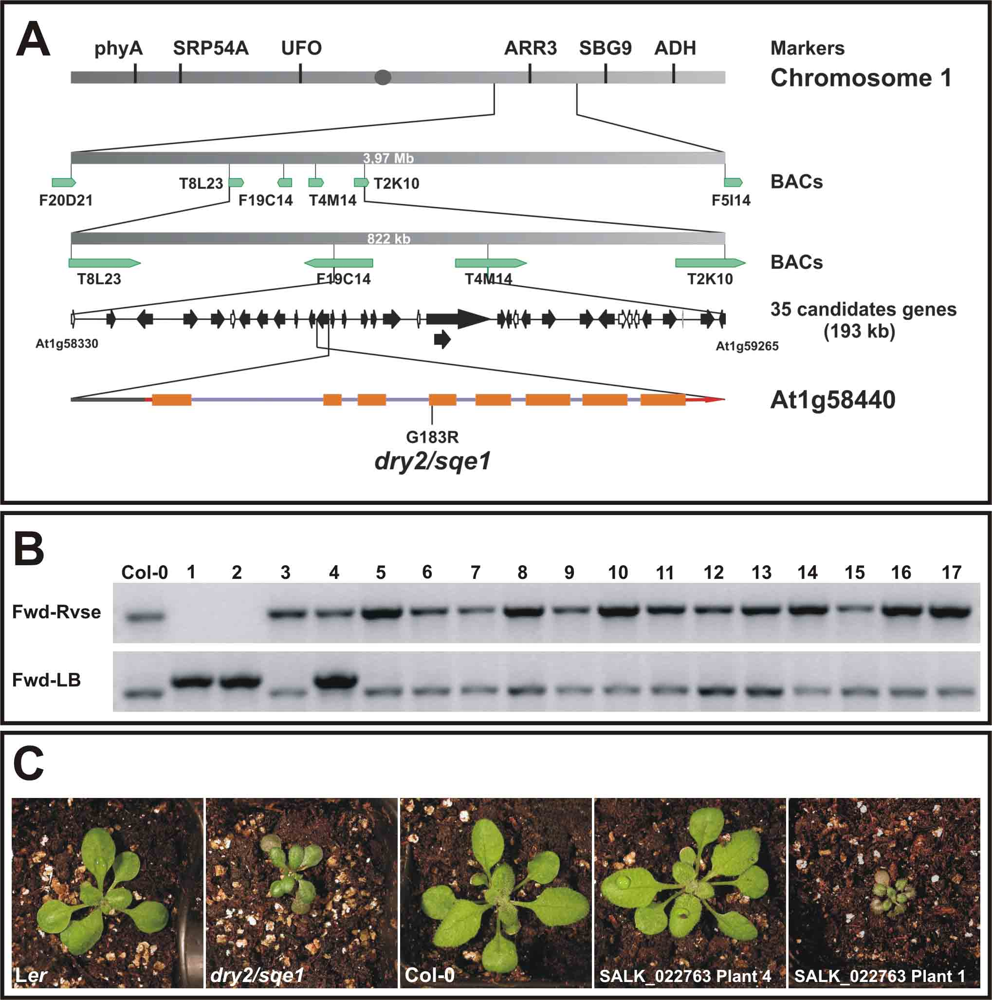 A
phyA SRP54A UFO ARR3 SBG9 ADH Markers
Chromosome 1
3,97 Mb
T8L23 T2K10 BACs
F20D21 F19C14 T4M14 F5I14
822 kb
BACs
T8L23 F19C14 T4M14 T2K10
35 candidates genes
(193 kb)
At1g58330 At1g59265
At1g58440
G183R
dry2/sqe1
B
Col-0 1 2 3 4 5 6 7 8 9 10 11 12 13 14 15 16 17
Fwd-Rvse
Fwd-LB
C
Ler dry2/sqe1 Col-0 SALK_022763 Plant 4 SALK_022763 Plant 1